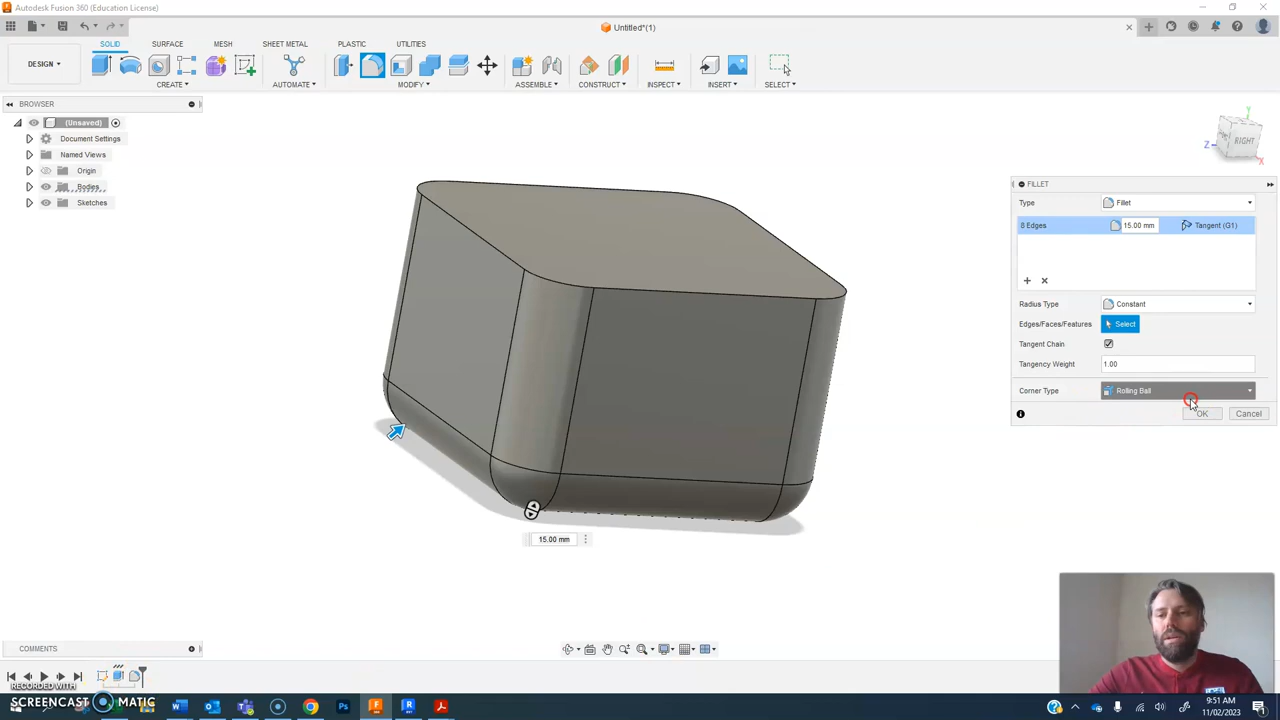 Autodesk Fusion 360 (Education License)
Untitled*(1)
SOLID SURFACE MESH SHEET METAL PLASTIC UTILITIES
DESIGN
CREATE AUTOMATE MODIFY ASSEMBLE CONSTRUCT INSPECT INSERT SELECT
BROWSER
(Unsaved)
Document Settings
Named Views
Origin
Bodies
Sketches
Y
Z
X
RIGHT
FILLET
Type Fillet
8 Edges 15.00 mm Tangent (G1)
Radius Type Constant
Edges/Faces/Features Select
Tangent Chain
Tangency Weight 1.00
Corner Type Rolling Ball
OK Cancel
15.00 mm
COMMENTS
RECORDED WITH
SCREENCAST MATIC
9:51 AM
11/02/2023